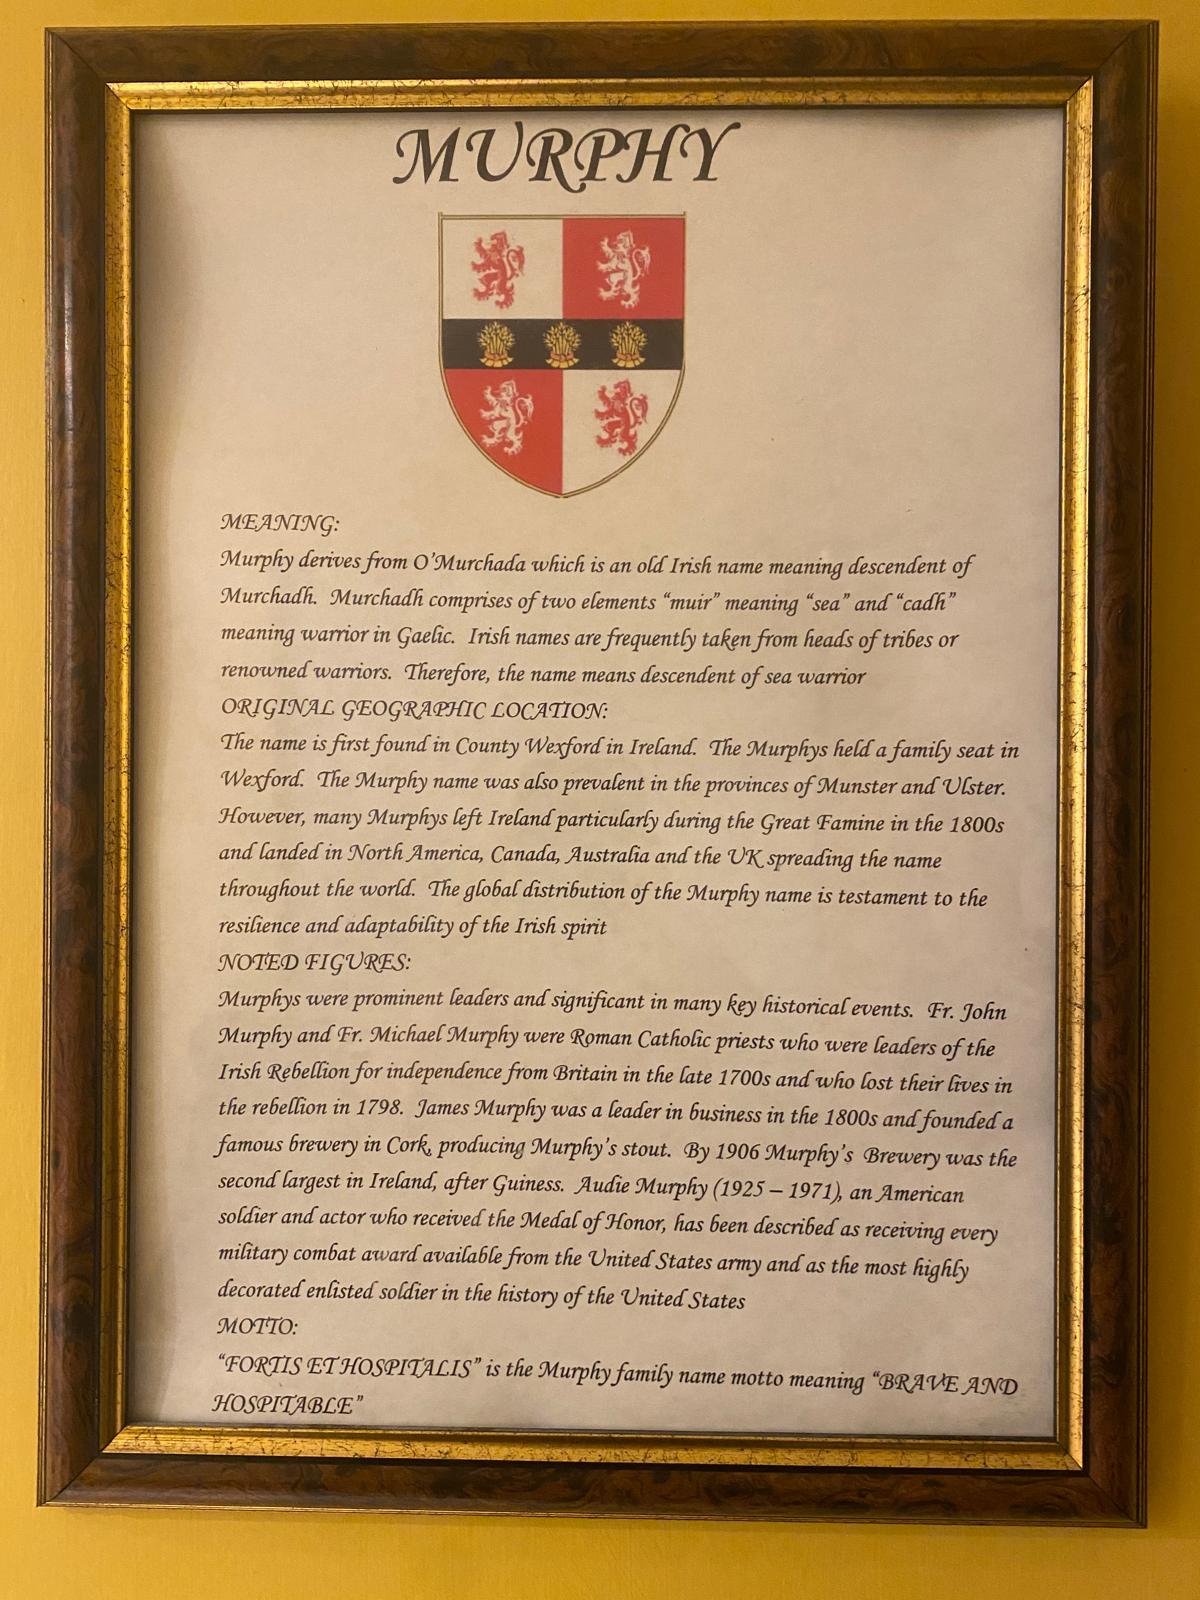 MURPHY
MEANING:
Murphy derives from O'Murchada which is an old Irish name meaning descendent of
Murchadh. Murchadh comprises of two elements “muir” meaning “sea” and “cadh”
meaning warrior in Gaelic. Irish names are frequently taken from heads of tribes or
renowned warriors. Therefore, the name means descendent of sea warrior
ORIGINAL GEOGRAPHIC LOCATION:
The name is first found in County Wexford in Ireland. The Murphys held a family seat in
Wexford. The Murphy name was also prevalent in the provinces of Munster and Ulster.
However, many Murphys left Ireland particularly during the Great Famine in the 1800s
and landed in North America, Canada, Australia and the UK spreading the name
throughout the world. The global distribution of the Murphy name is testament to the
resilience and adaptability of the Irish spirit
NOTED FIGURES:
Murphys were prominent leaders and significant in many key historical events. Fr. John
Murphy and Fr. Michael Murphy were Roman Catholic priests who were leaders of the
Irish Rebellion for independence from Britain in the late 1700s and who lost their lives in
the rebellion in 1798. James Murphy was a leader in business in the 1800s and founded a
famous brewery in Cork, producing Murphy's stout. By 1906 Murphy's Brewery was the
second largest in Ireland, after Guiness. Audie Murphy (1925 – 1971), an American
soldier and actor who received the Medal of Honor, has been described as receiving every
military combat award available from the United States army and as the most highly
decorated enlisted soldier in the history of the United States
MOTTO:
“FORTIS ET HOSPITALIS” is the Murphy family name motto meaning “BRAVE AND
HOSPITABLE”